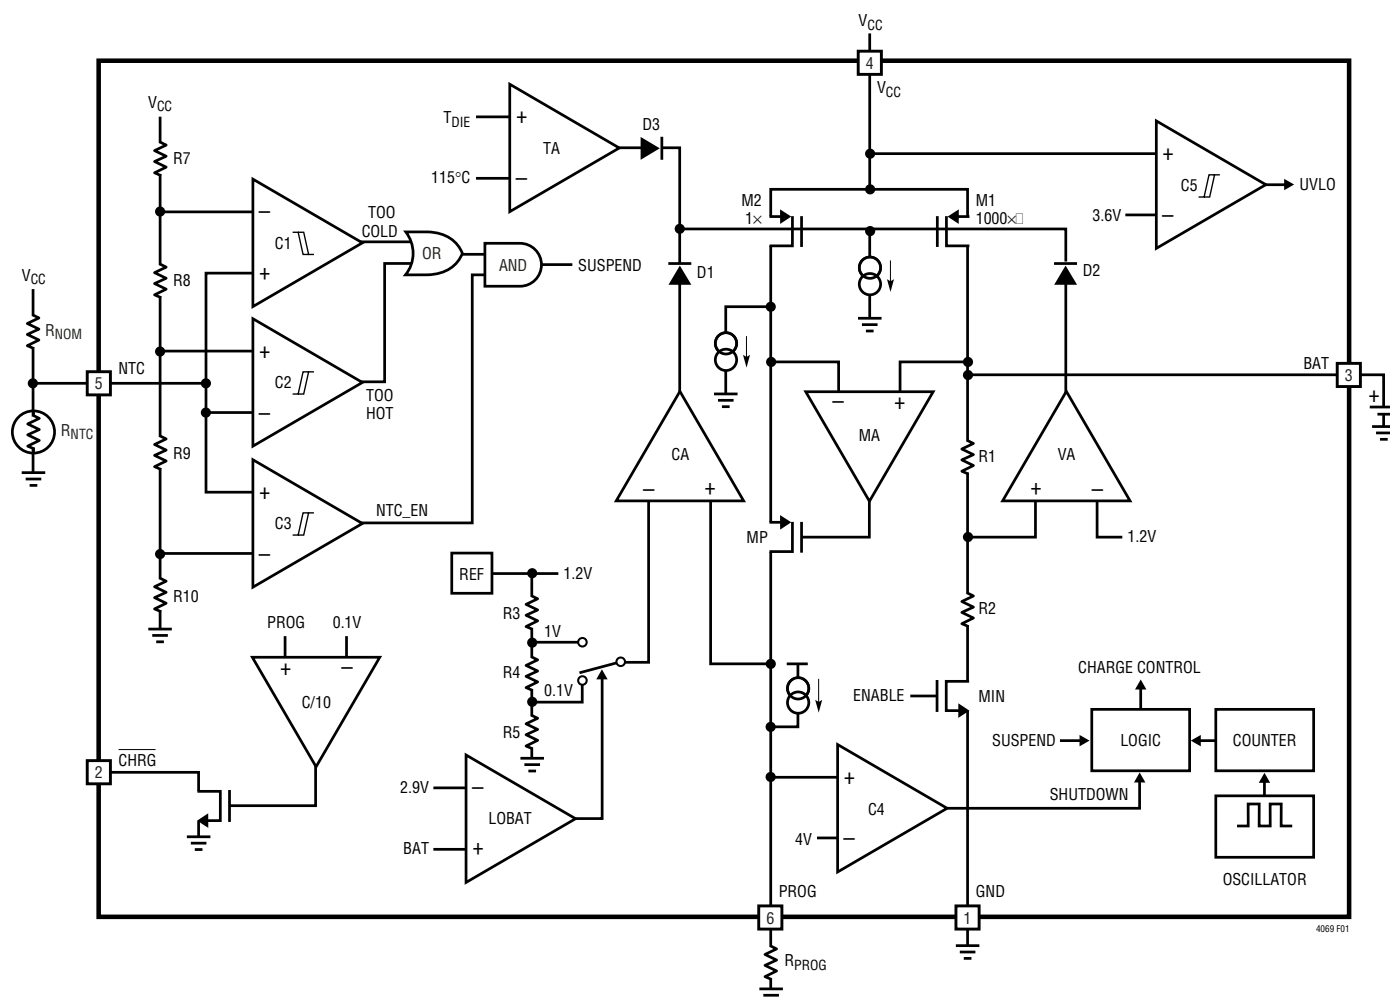 VCC
4
VCC
VCC
R7
TDIE
+
TA
115°C
–
D3
M2
1×
M1
1000×□
+
C5
UVLO
3.6V
–
–
C1
+
TOO
COLD
OR
AND
SUSPEND
D1
D2
VCC
RNOM
R8
5
NTC
+
C2
–
TOO
HOT
BAT
3
+
RNTC
R9
–
+
MA
CA
–
+
R1
VA
+
–
1.2V
+
C3
–
NTC_EN
MP
REF
1.2V
R10
R3
1V
R4
0.1V
R5
R2
PROG
0.1V
+
–
C/10
ENABLE
MIN
CHARGE CONTROL
SUSPEND
LOGIC
COUNTER
2
CHRG
2.9V
–
LOBAT
BAT
+
+
C4
4V
–
SHUTDOWN
OSCILLATOR
PROG
6
GND
1
4069 F01
RPROG